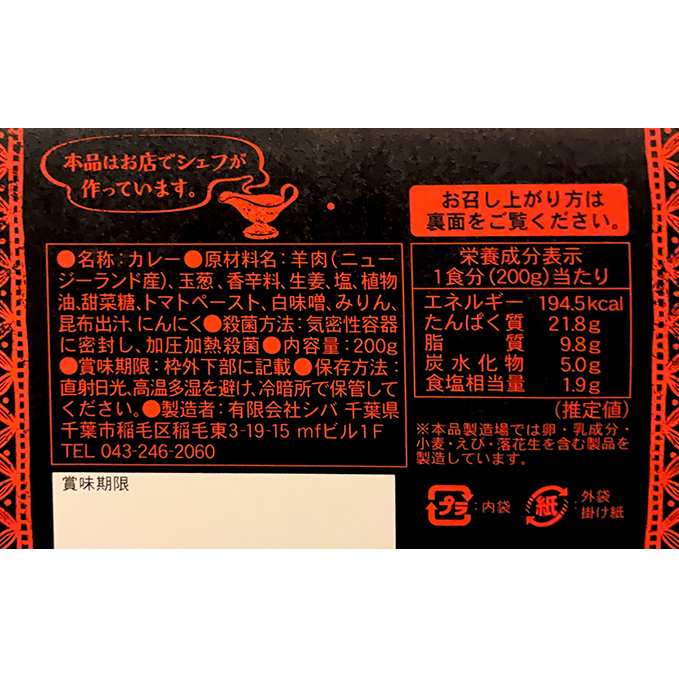 本品はお店でシェフが
作っています。
お召し上がり方は
裏面をご覧ください。
●名称:カレー●原材料名:羊肉(ニュー
ジーランド産)、玉葱、香辛料、生姜、塩、植物
油、甜菜糖、トマトペースト、白味噌、みりん、
昆布出汁、にんにく●殺菌方法:気密性容器
に密封し、加圧加熱殺菌●内容量:200g
●賞味期限:枠外下部に記載●保存方法:
直射日光、高温多湿を避け、冷暗所で保管して
ください。●製造者:有限会社シバ 千葉県
千葉市稲毛区稲毛東3-19-15 mfビル1F
TEL 043-246-2060
賞味期限
栄養成分表示
1食分(200g)当たり
エネルギー 194.5kcal
たんぱく質 21.8g
脂質 9.8g
炭水化物 5.0g
食塩相当量 1.9g
(推定値)
※本品製造場では卵・乳成分・
小麦・えび・落花生を含む製品を
製造しています。
プラ:内袋
紙:外袋
掛け紙